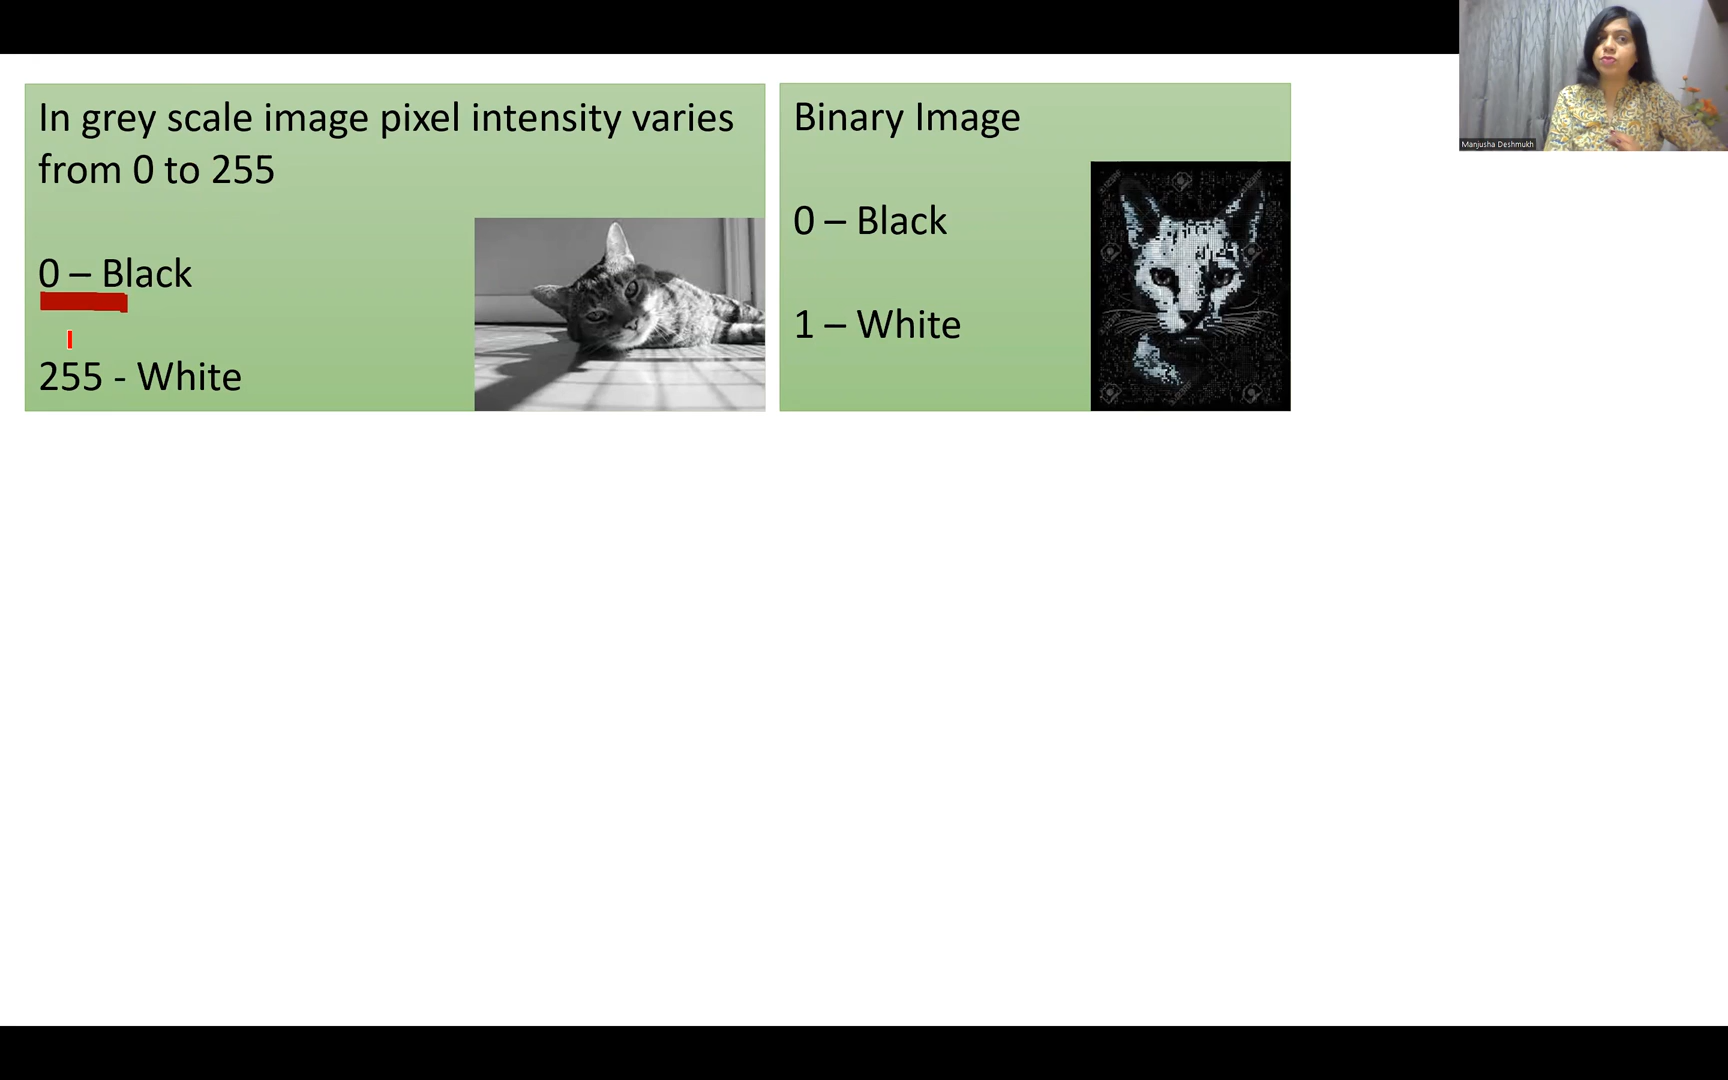 In grey scale image pixel intensity varies
from 0 to 255
0 – Black
255 - White
Binary Image
0 – Black
1 – White
Manjusha Deshmukh